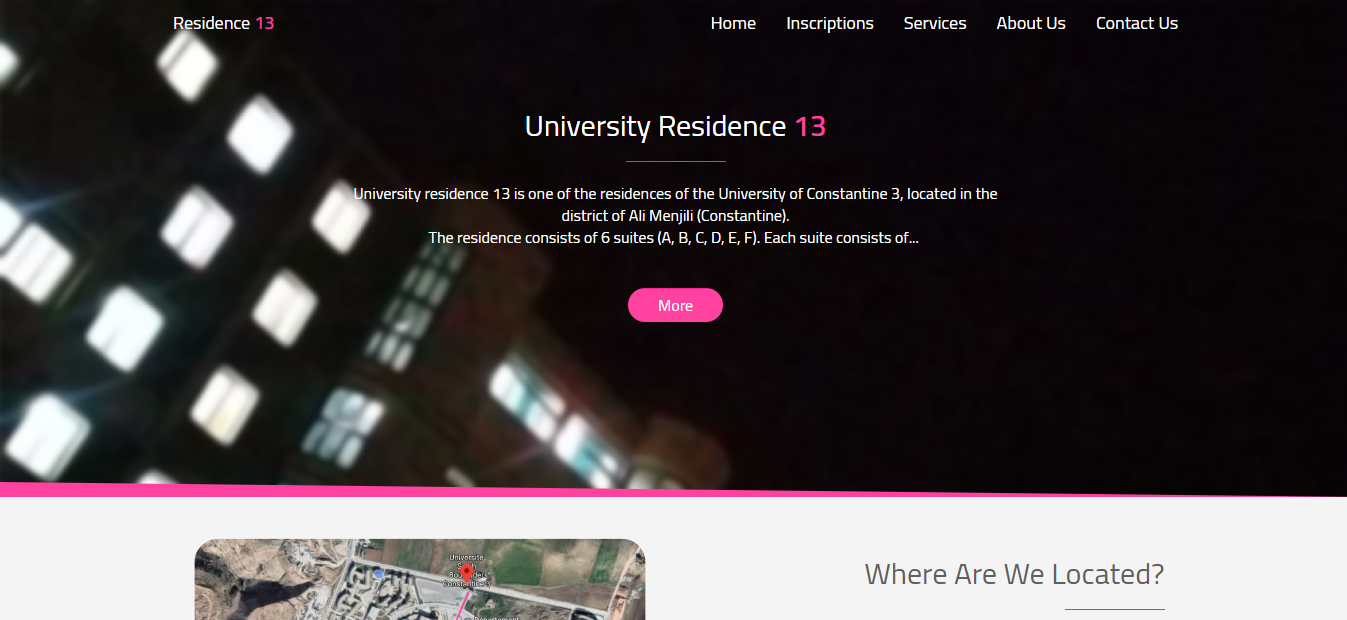 Residence 13
Home Inscriptions Services About Us Contact Us
University Residence 13
University residence 13 is one of the residences of the University of Constantine 3, located in the
district of Ali Menjili (Constantine).
The residence consists of 6 suites (A, B, C, D, E, F). Each suite consists of...
More
Université
Constantine 3
Where Are We Located?
Département